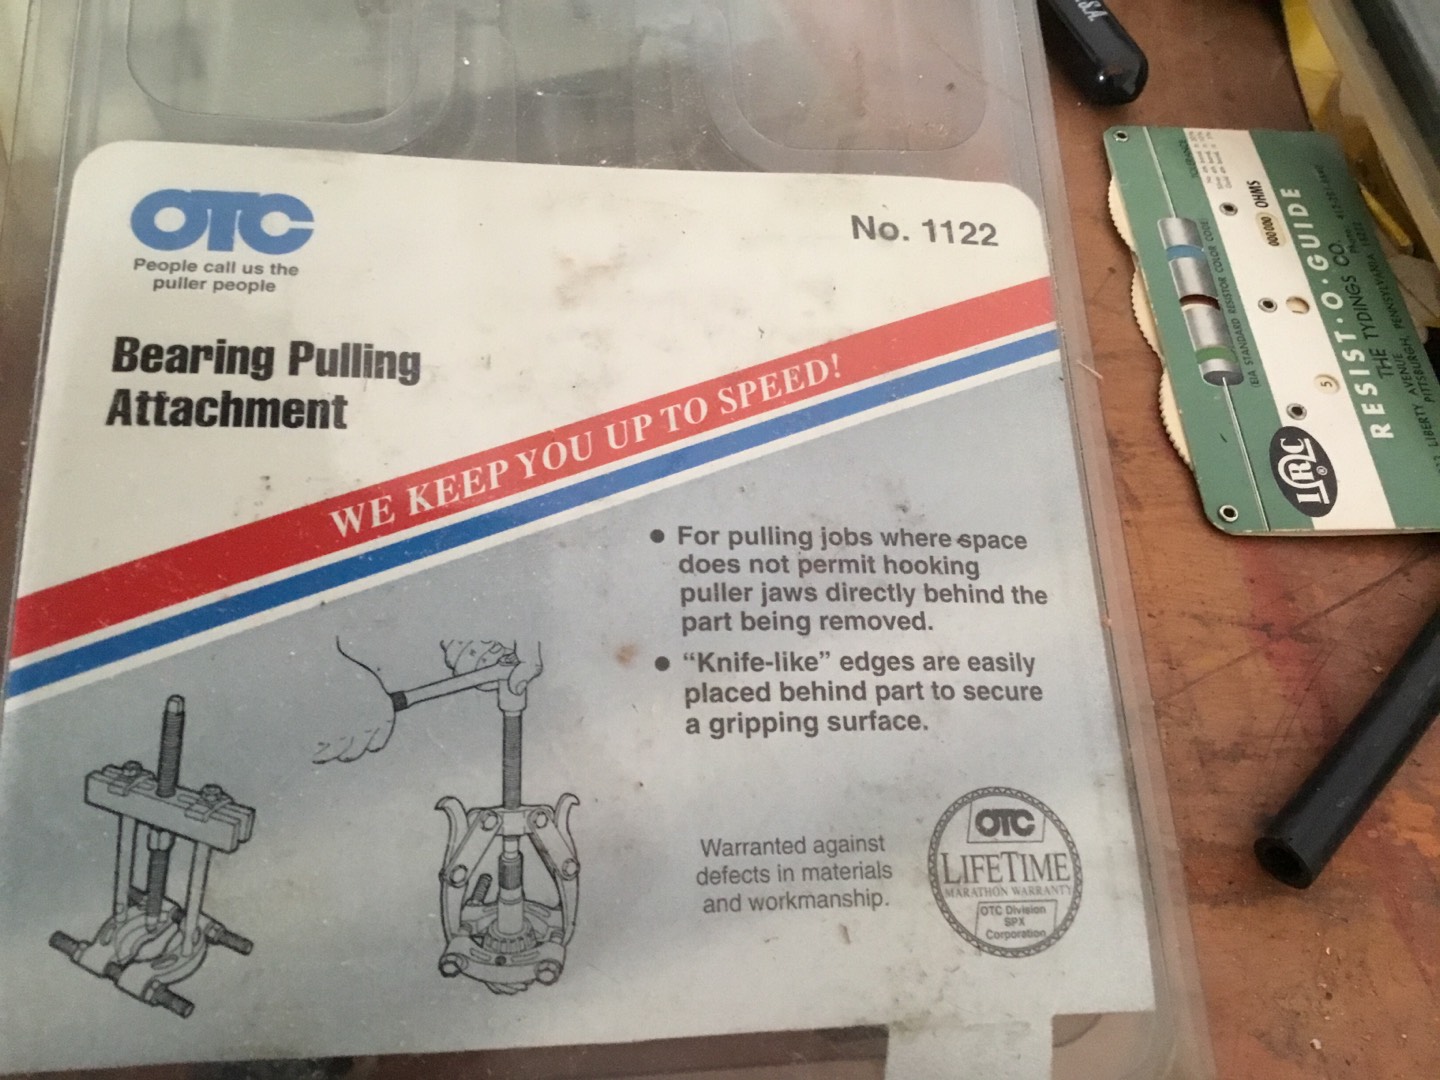 OTC
People call us the
puller people
No. 1122
Bearing Pulling
Attachment
WE KEEP YOU UP TO SPEED!
● For pulling jobs where space
does not permit hooking
puller jaws directly behind the
part being removed.
● “Knife-like” edges are easily
placed behind part to secure
a gripping surface.
Warranted against
defects in materials
and workmanship.
OTC
LIFETIME
MARATHON WARRANTY
OTC Division
SPX
Corporation
EIA STANDARD RESISTOR COLOR CODE
000000 OHMS
5
IRC®
RESIST·O·GUIDE
THE TYDINGS CO.
LIBERTY AVENUE
PITTSBURGH, PENNSYLVANIA